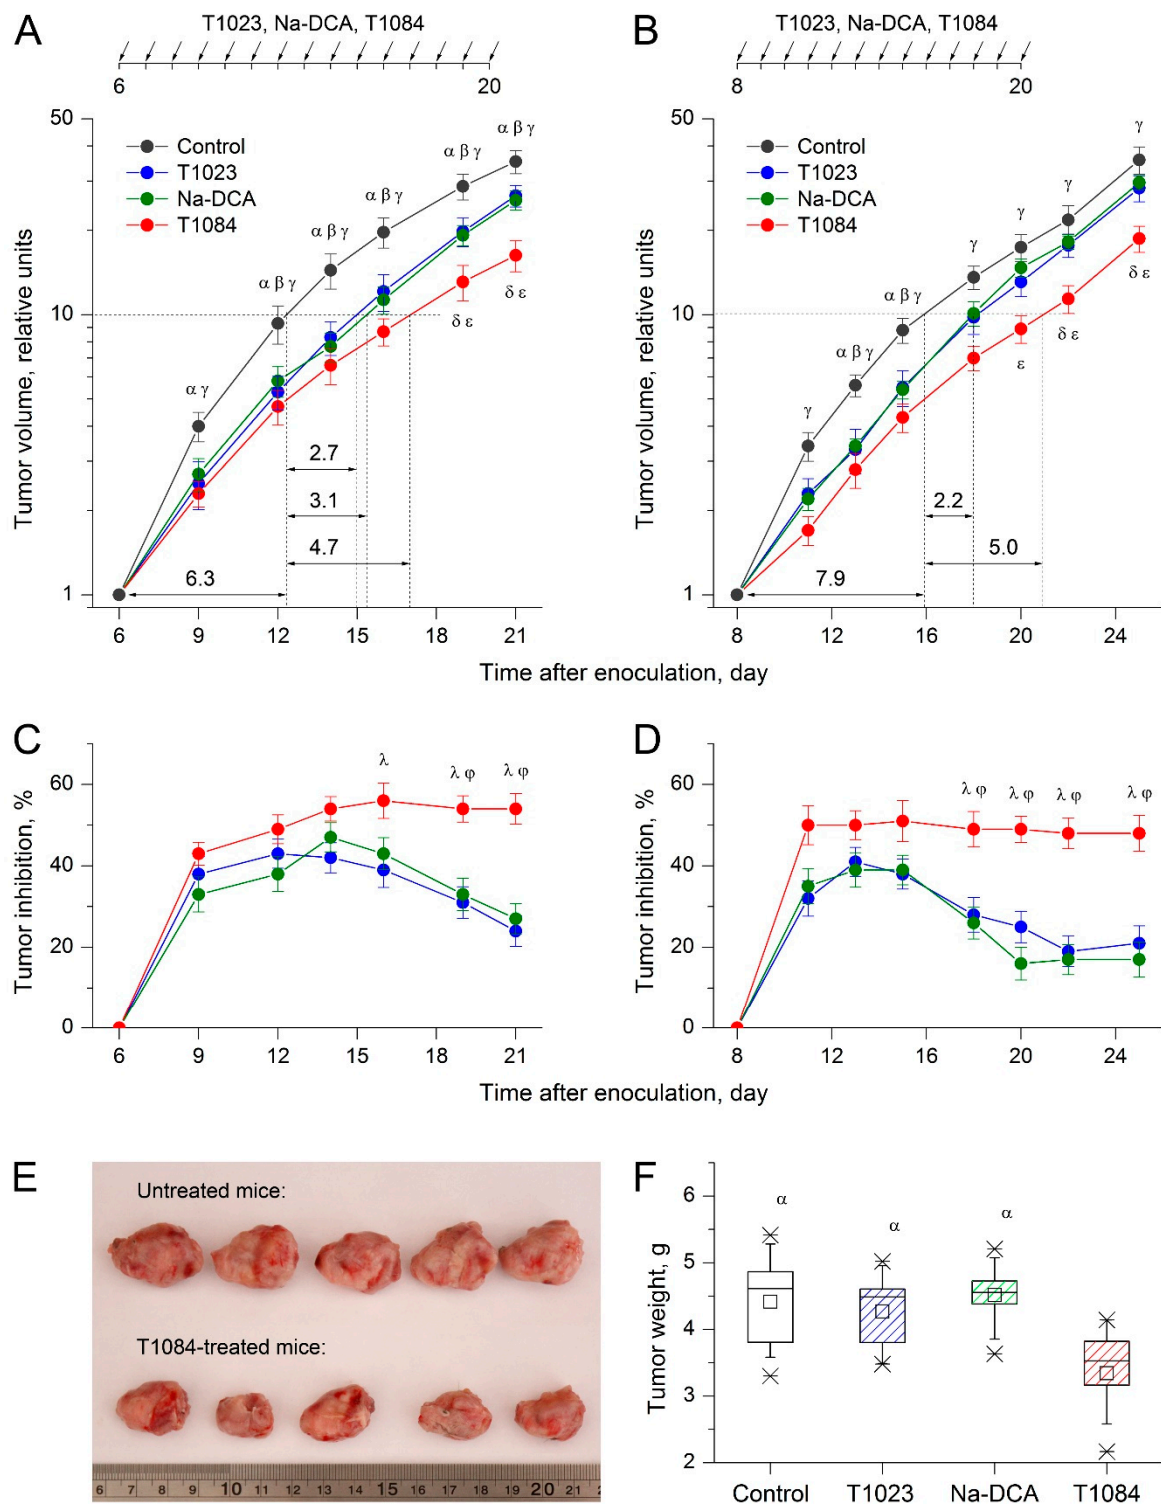 A
T1023, Na-DCA, T1084
6 20
50
10
1
Tumor volume, relative units
Control
T1023
Na-DCA
T1084
α γ
α β γ
α β γ
α β γ
α β γ
α β γ
δ ε
δ ε
2.7
3.1
4.7
6.3
6 9 12 15 18 21
B
T1023, Na-DCA, T1084
8 20
50
10
1
Tumor volume, relative units
Control
T1023
Na-DCA
T1084
γ
α β γ
α β γ
γ
γ
γ
γ
ε
δ ε
δ ε
2.2
5.0
7.9
8 12 16 20 24
Time after enoculation, day
C
60
40
20
0
Tumor inhibition, %
λ
λ φ
λ φ
6 9 12 15 18 21
D
60
40
20
0
Tumor inhibition, %
λ φ
λ φ
λ φ
λ φ
8 12 16 20 24
Time after enoculation, day
E
Untreated mice:
T1084-treated mice:
6 7 8 9 10 11 12 13 14 15 16 17 18 19 20 21 2
F
6
5
4
3
2
Tumor weight, g
α
α
α
Control T1023 Na-DCA T1084